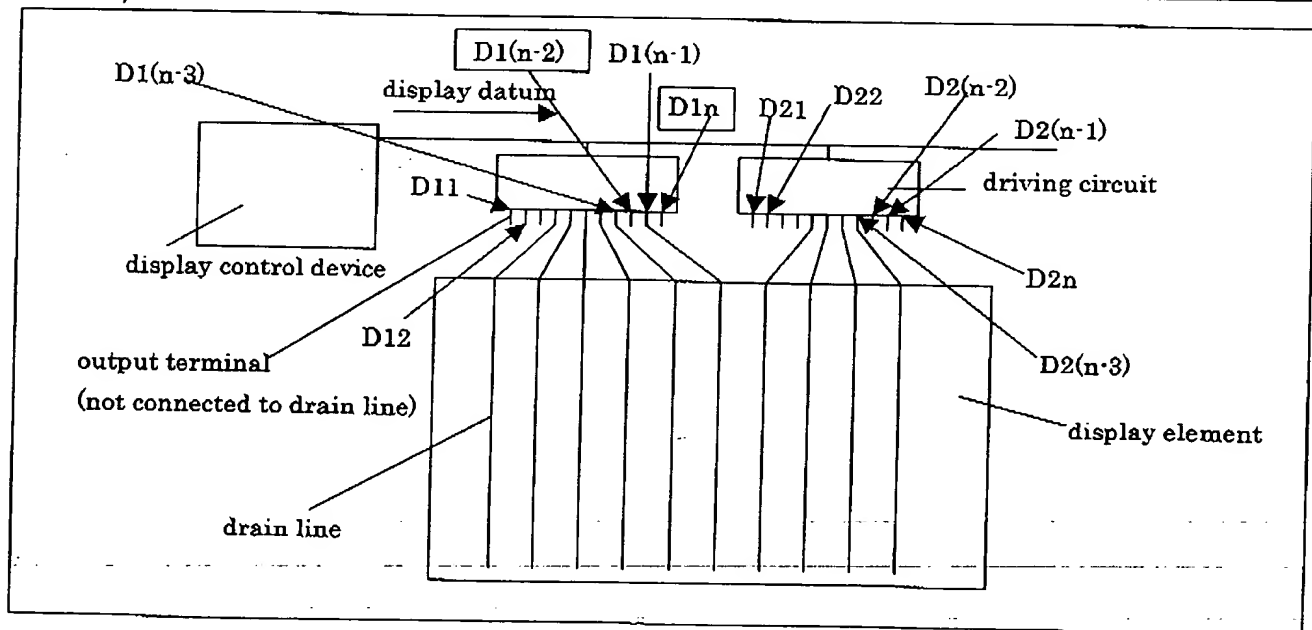 D1(n-2)
D1(n-1)
D1(n-3)
display datum
D1n
D21
D22
D2(n-2)
D2(n-1)
D11
driving circuit
display control device
D2n
D12
output terminal
(not connected to drain line)
D2(n-3)
display element
drain line